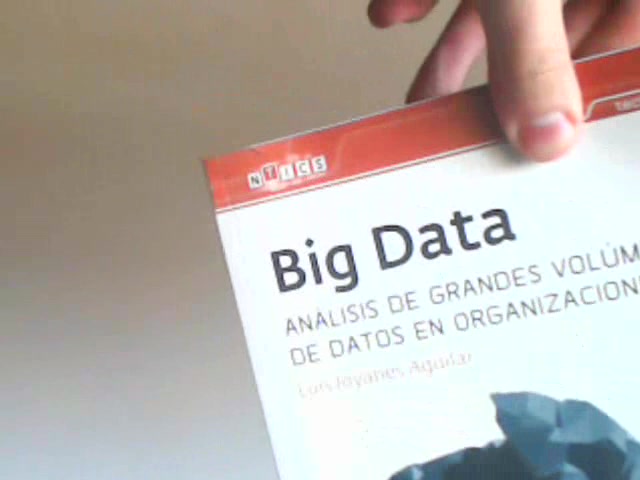 NTICS
Big Data
ANÁLISIS DE GRANDES VOLÚM
DE DATOS EN ORGANIZACION
Luis Joyanes Aguilar